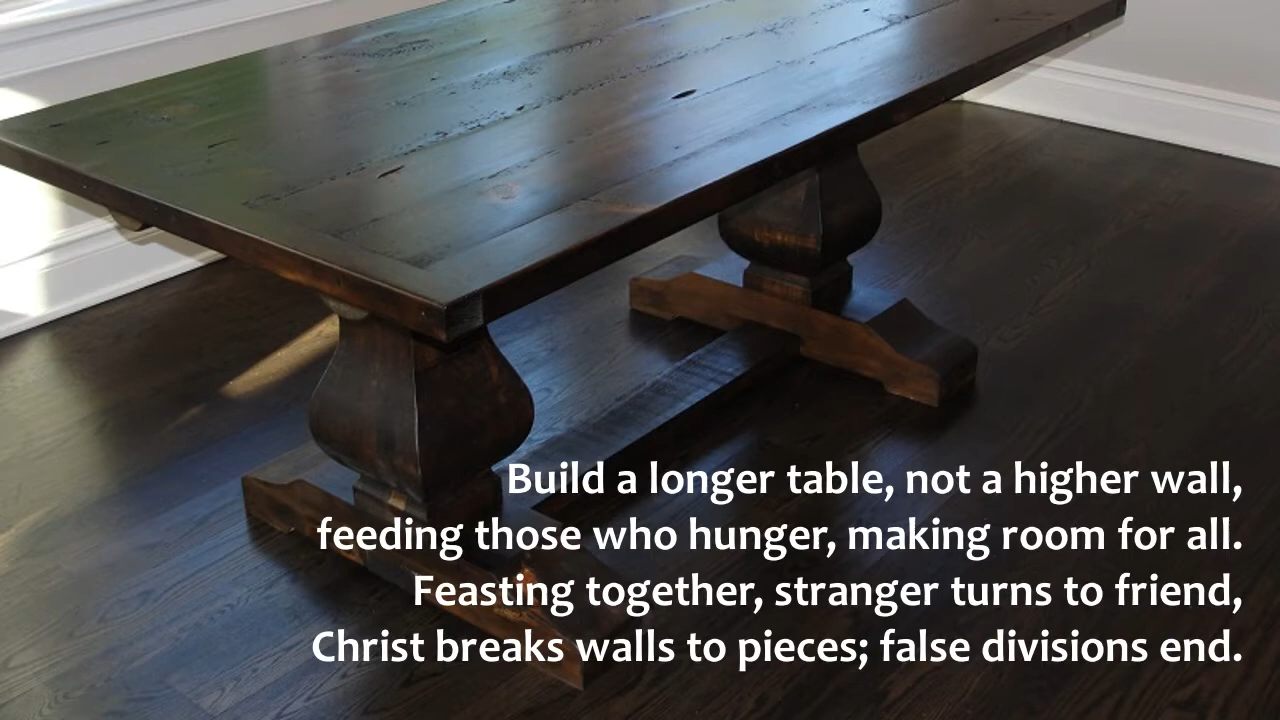 Build a longer table, not a higher wall,
feeding those who hunger, making room for all.
Feasting together, stranger turns to friend,
Christ breaks walls to pieces; false divisions end.